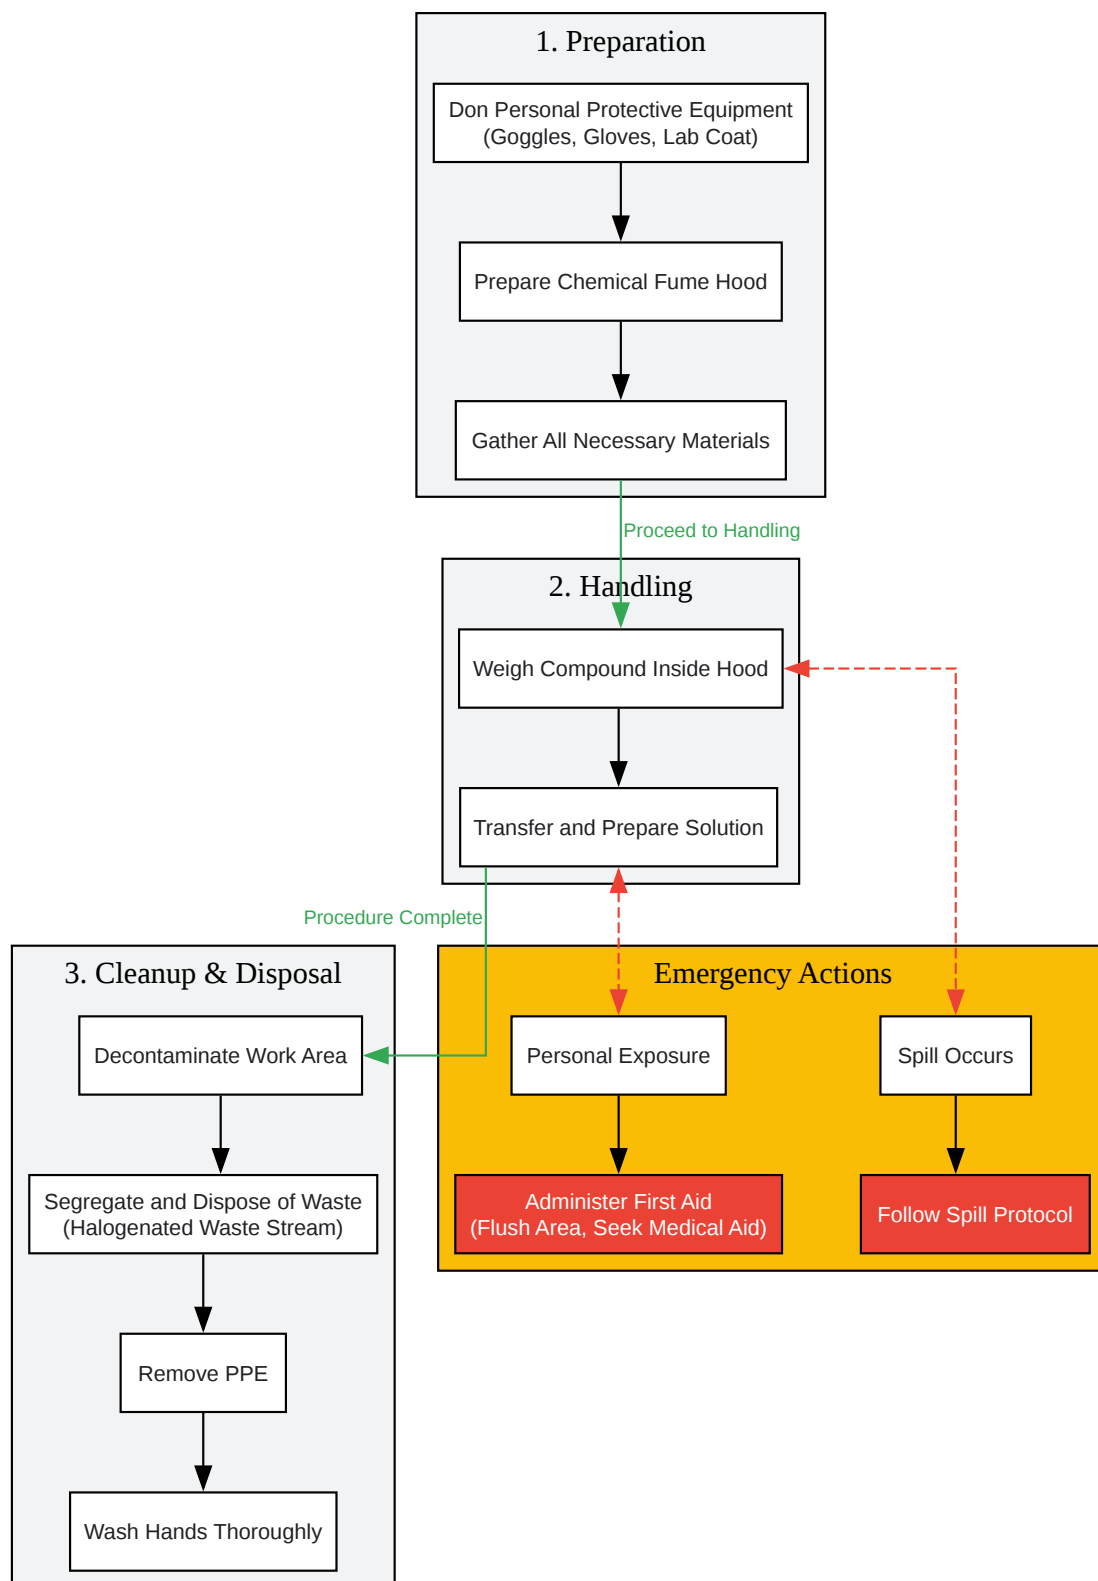 1. Preparation
Don Personal Protective Equipment
(Goggles, Gloves, Lab Coat)
Prepare Chemical Fume Hood
Gather All Necessary Materials
Proceed to Handling
2. Handling
Weigh Compound Inside Hood
Transfer and Prepare Solution
Procedure Complete
3. Cleanup & Disposal
Decontaminate Work Area
Segregate and Dispose of Waste
(Halogenated Waste Stream)
Remove PPE
Wash Hands Thoroughly
Emergency Actions
Personal Exposure
Administer First Aid
(Flush Area, Seek Medical Aid)
Spill Occurs
Follow Spill Protocol